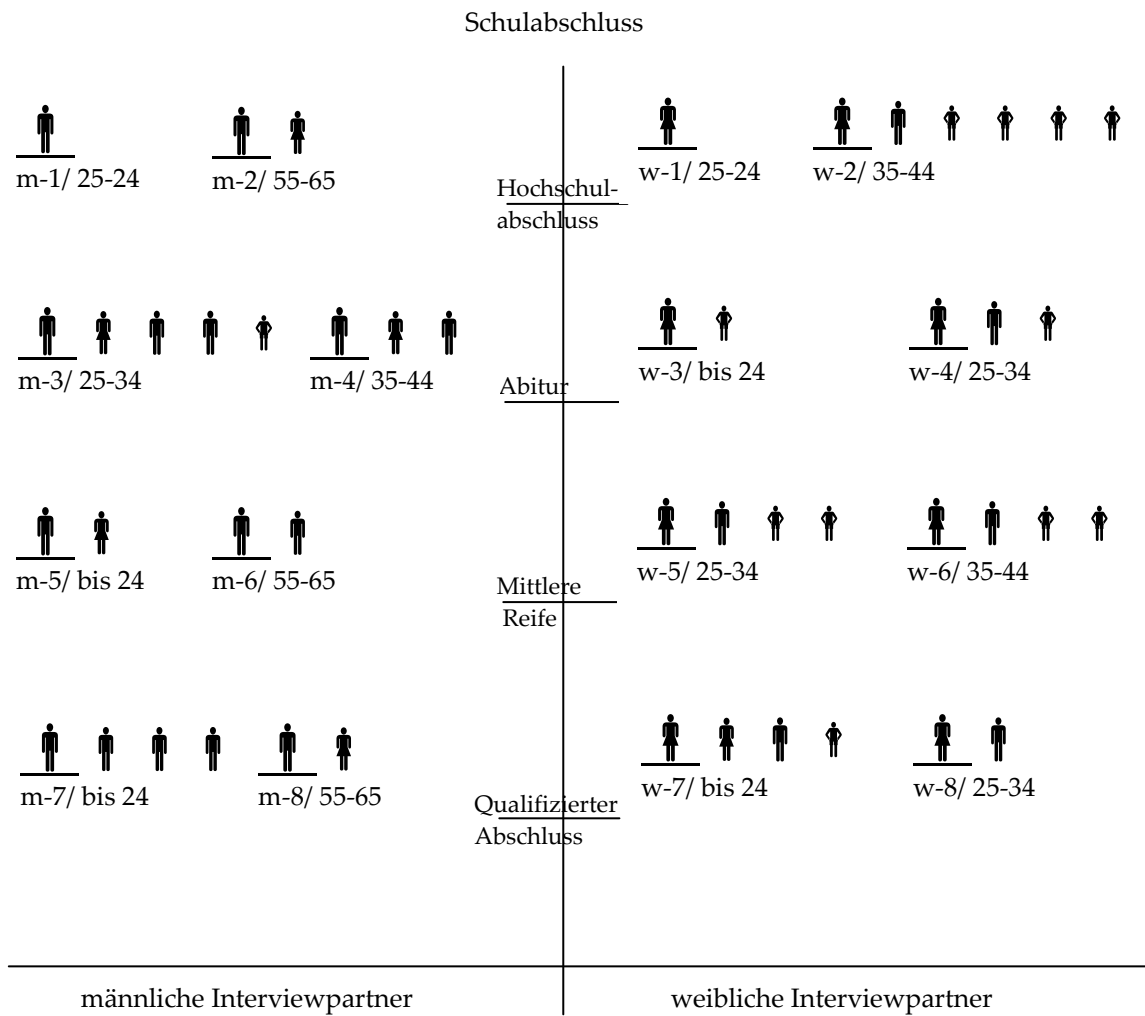 Schulabschluss
m-1/ 25-24
m-2/ 55-65
w-1/ 25-24
w-2/ 35-44
Hochschul-
abschluss
m-3/ 25-34
m-4/ 35-44
w-3/ bis 24
w-4/ 25-34
Abitur
m-5/ bis 24
m-6/ 55-65
w-5/ 25-34
w-6/ 35-44
Mittlere
Reife
m-7/ bis 24
m-8/ 55-65
w-7/ bis 24
w-8/ 25-34
Qualifizierter
Abschluss
männliche Interviewpartner
weibliche Interviewpartner